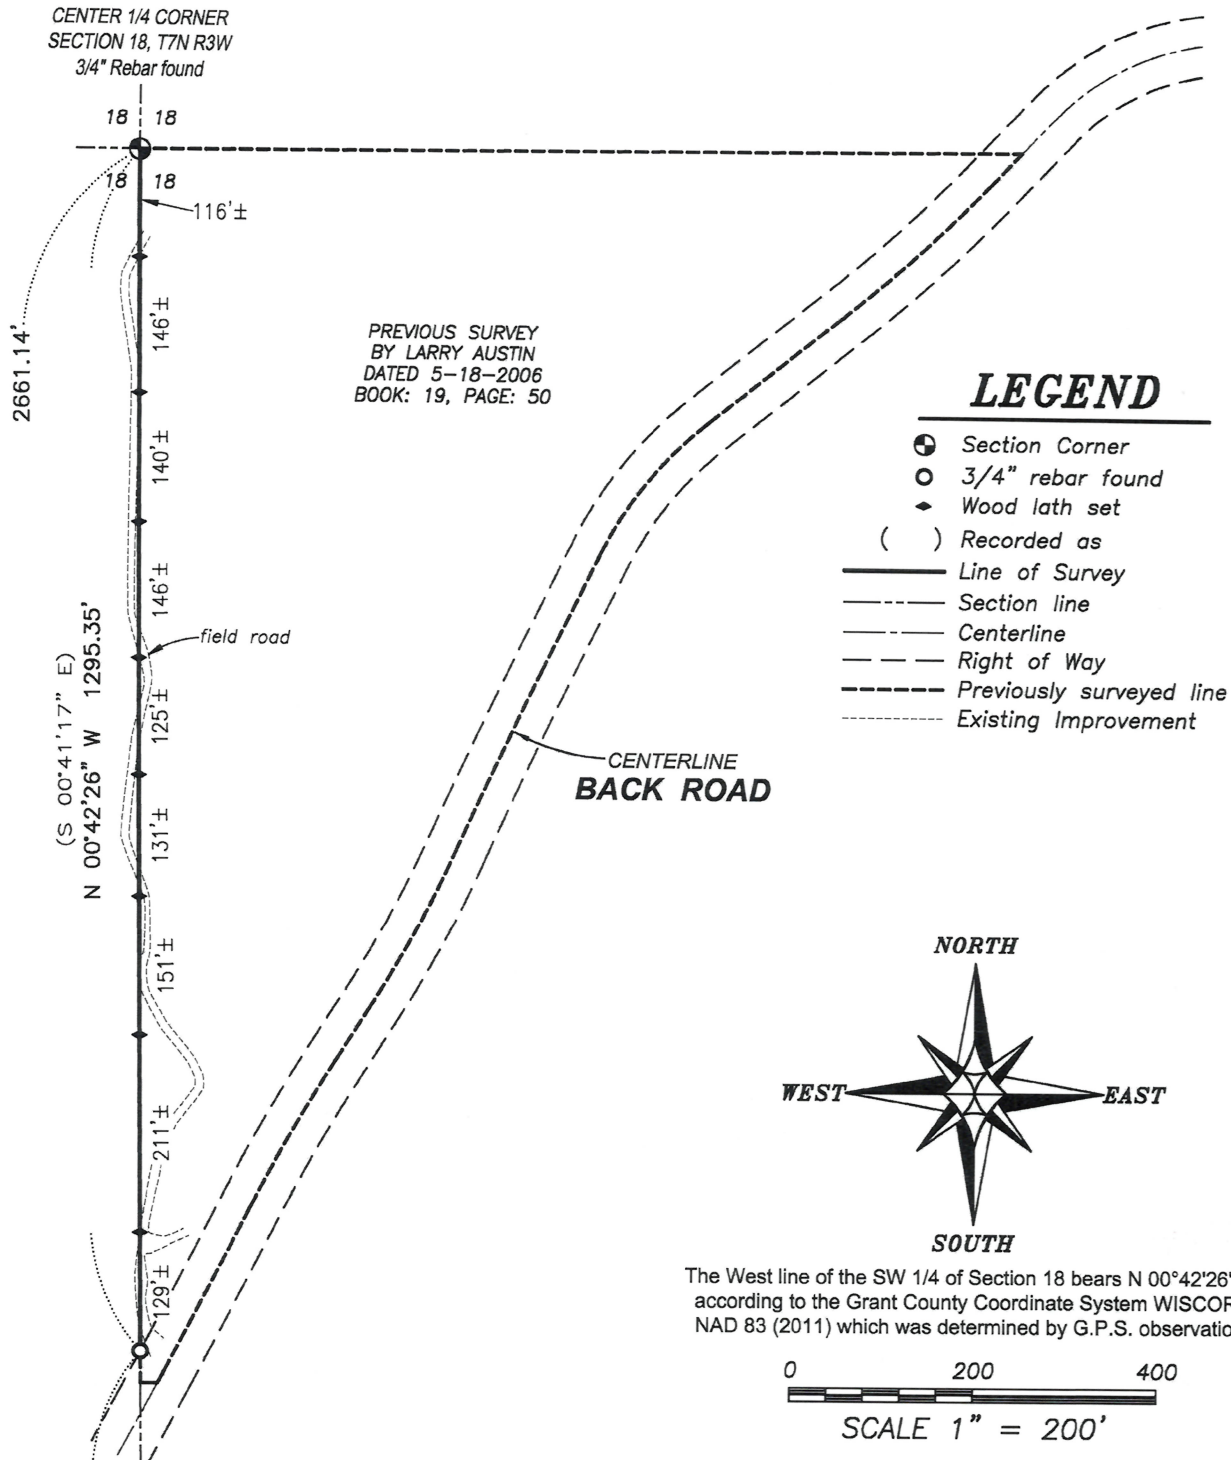 CENTER 1/4 CORNER
SECTION 18, T7N R3W
3/4" Rebar found
18 18
18 18
116'±
2661.14'
146'±
PREVIOUS SURVEY
BY LARRY AUSTIN
DATED 5-18-2006
BOOK: 19, PAGE: 50
140'±
146'±
field road
(S 00°41'17" E)
N 00°42'26" W 1295.35'
125'±
131'±
151'±
211'±
129'±
CENTERLINE
BACK ROAD
LEGEND
Section Corner
3/4" rebar found
Wood lath set
( ) Recorded as
Line of Survey
Section line
Centerline
Right of Way
Previously surveyed line
Existing Improvement
NORTH
WEST
EAST
SOUTH
The West line of the SW 1/4 of Section 18 bears N 00°42'26"
according to the Grant County Coordinate System
NAD 83 (2011) which was determined by G.P.S.
0 200 400
SCALE 1" = 200'